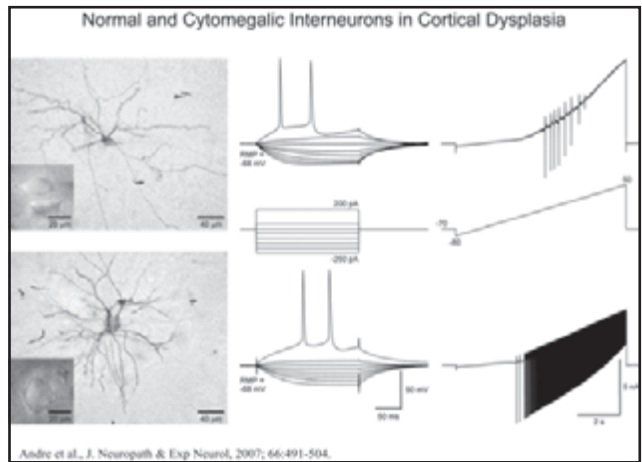 Normal and Cytomegalic Interneurons in Cortical Dysplasia
RMP =
-68 mV
20 μm
40 μm
200 pA
-250 pA
-70
-80
50
RMP =
-68 mV
50 mV
50 ms
5 nA
2 s
20 μm
40 μm
Andre et al., J. Neuropath & Exp Neurol, 2007; 66:491-504.